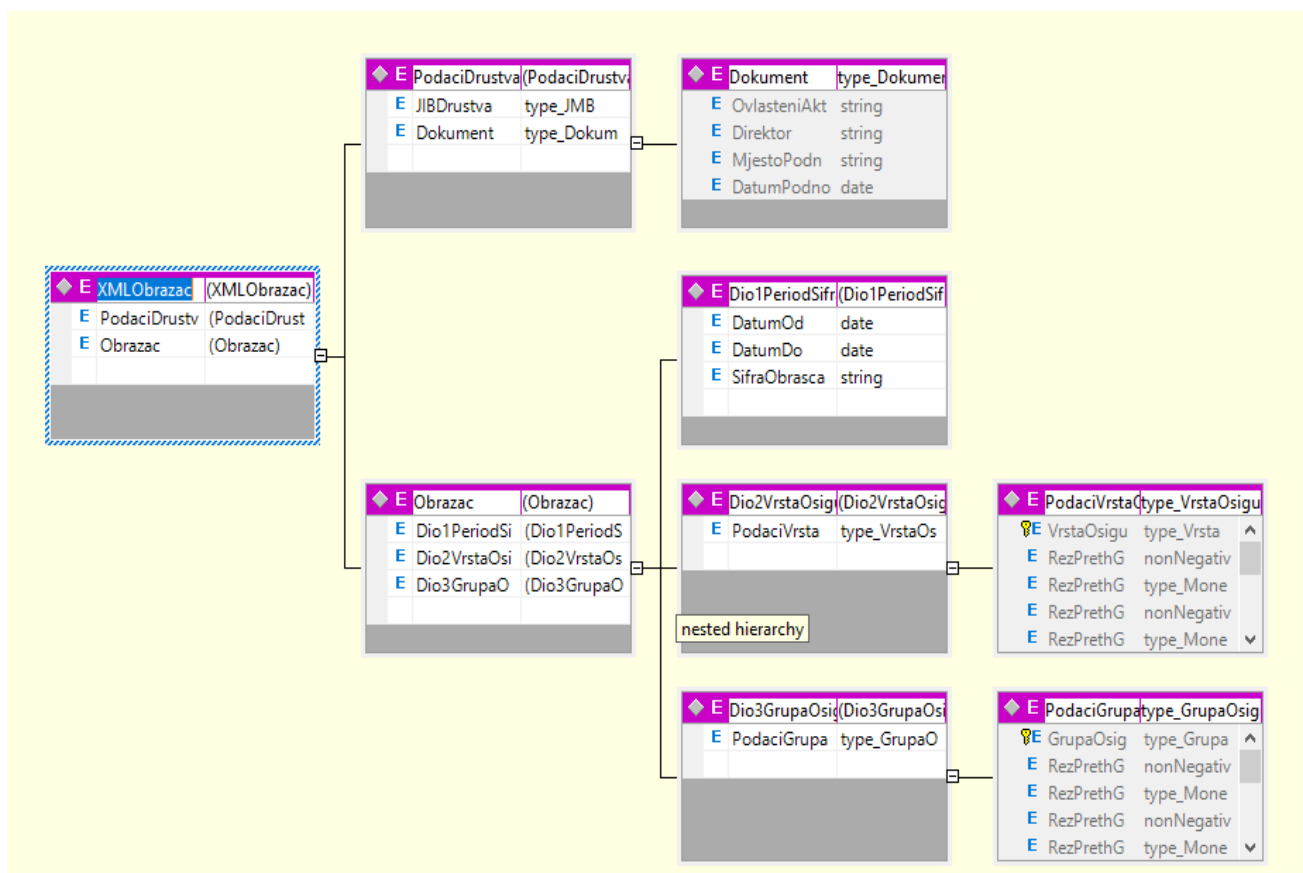 E PodaciDrustva (PodaciDrustva
E JIBDrustva type_JMB
E Dokument type_Dokum
E Dokument type_Dokumen
E OvlasteniAkt string
E Direktor string
E MjestoPodn string
E DatumPodno date
E XMLObrazac (XMLObrazac)
E PodaciDrustv (PodaciDrust
E Obrazac (Obrazac)
E Dio1PeriodSifr (Dio1PeriodSif
E DatumOd date
E DatumDo date
E SifraObrasca string
E Obrazac (Obrazac)
E Dio1PeriodSi (Dio1PeriodS
E Dio2VrstaOsi (Dio2VrstaOs
E Dio3GrupaO (Dio3GrupaO
E Dio2VrstaOsigu (Dio2VrstaOsig
E PodaciVrsta type_VrstaOs
E PodaciVrstaO type_VrstaOsigu
E VrstaOsigu type_Vrsta
E RezPrethG nonNegativ
E RezPrethG type_Mone
E RezPrethG nonNegativ
E RezPrethG type_Mone
nested hierarchy
E Dio3GrupaOsig (Dio3GrupaOsi
E PodaciGrupa type_GrupaO
E PodaciGrupa type_GrupaOsig
E GrupaOsig type_Grupa
E RezPrethG nonNegativ
E RezPrethG type_Mone
E RezPrethG nonNegativ
E RezPrethG type_Mone